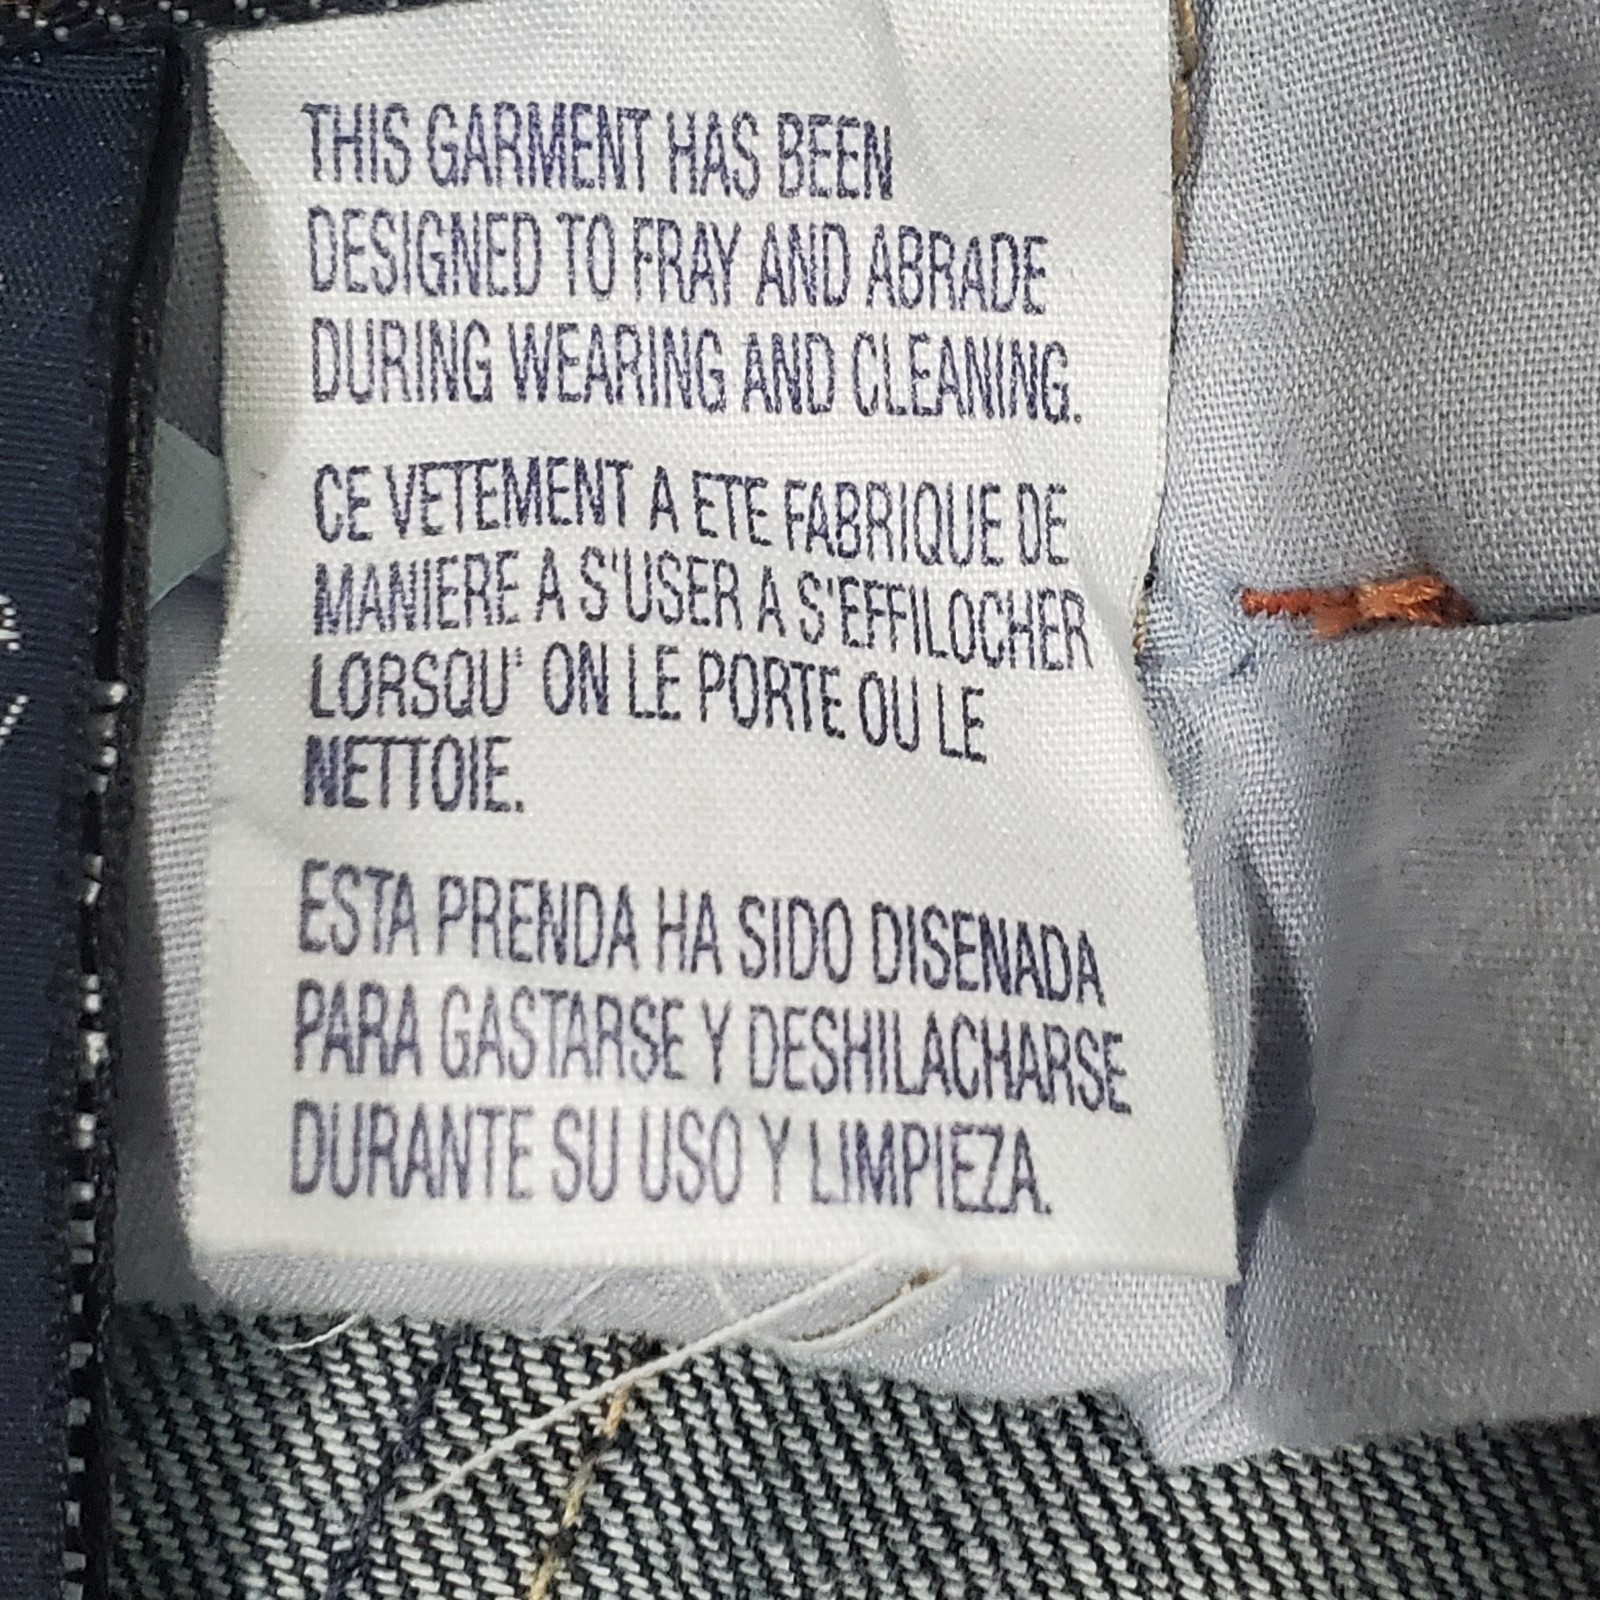 THIS GARMENT HAS BEEN
DESIGNED TO FRAY AND ABRADE
DURING WEARING AND CLEANING.
CE VETEMENT A ETE FABRIQUE DE
MANIERE A S'USER A S'EFFILOCHER
LORSQU' ON LE PORTE OU LE
NETTOIE.
ESTA PRENDA HA SIDO DISENADA
PARA GASTARSE Y DESHILACHARSE
DURANTE SU USO Y LIMPIEZA.